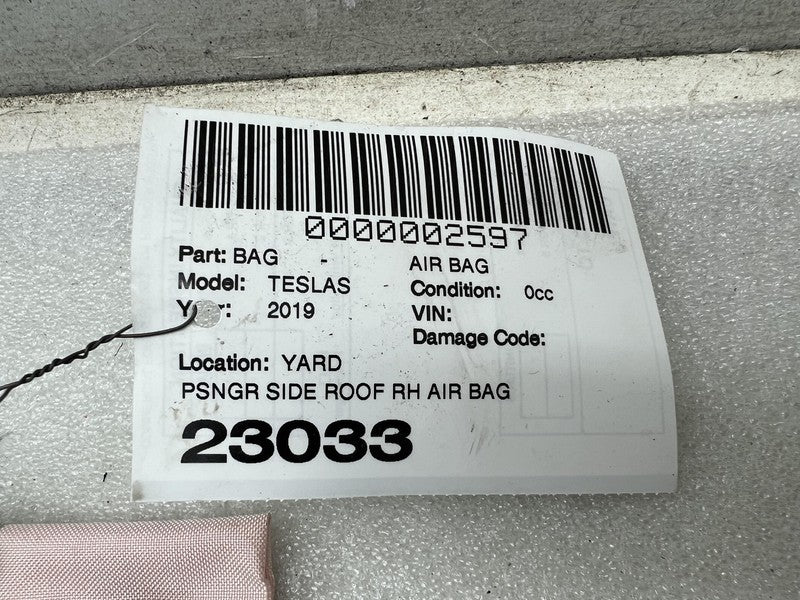 0000002597
Part: BAG - AIR BAG
Model: TESLAS Condition: 0cc
Year: 2019 VIN:
Damage Code:
Location: YARD
PSNGR SIDE ROOF RH AIR BAG
23033